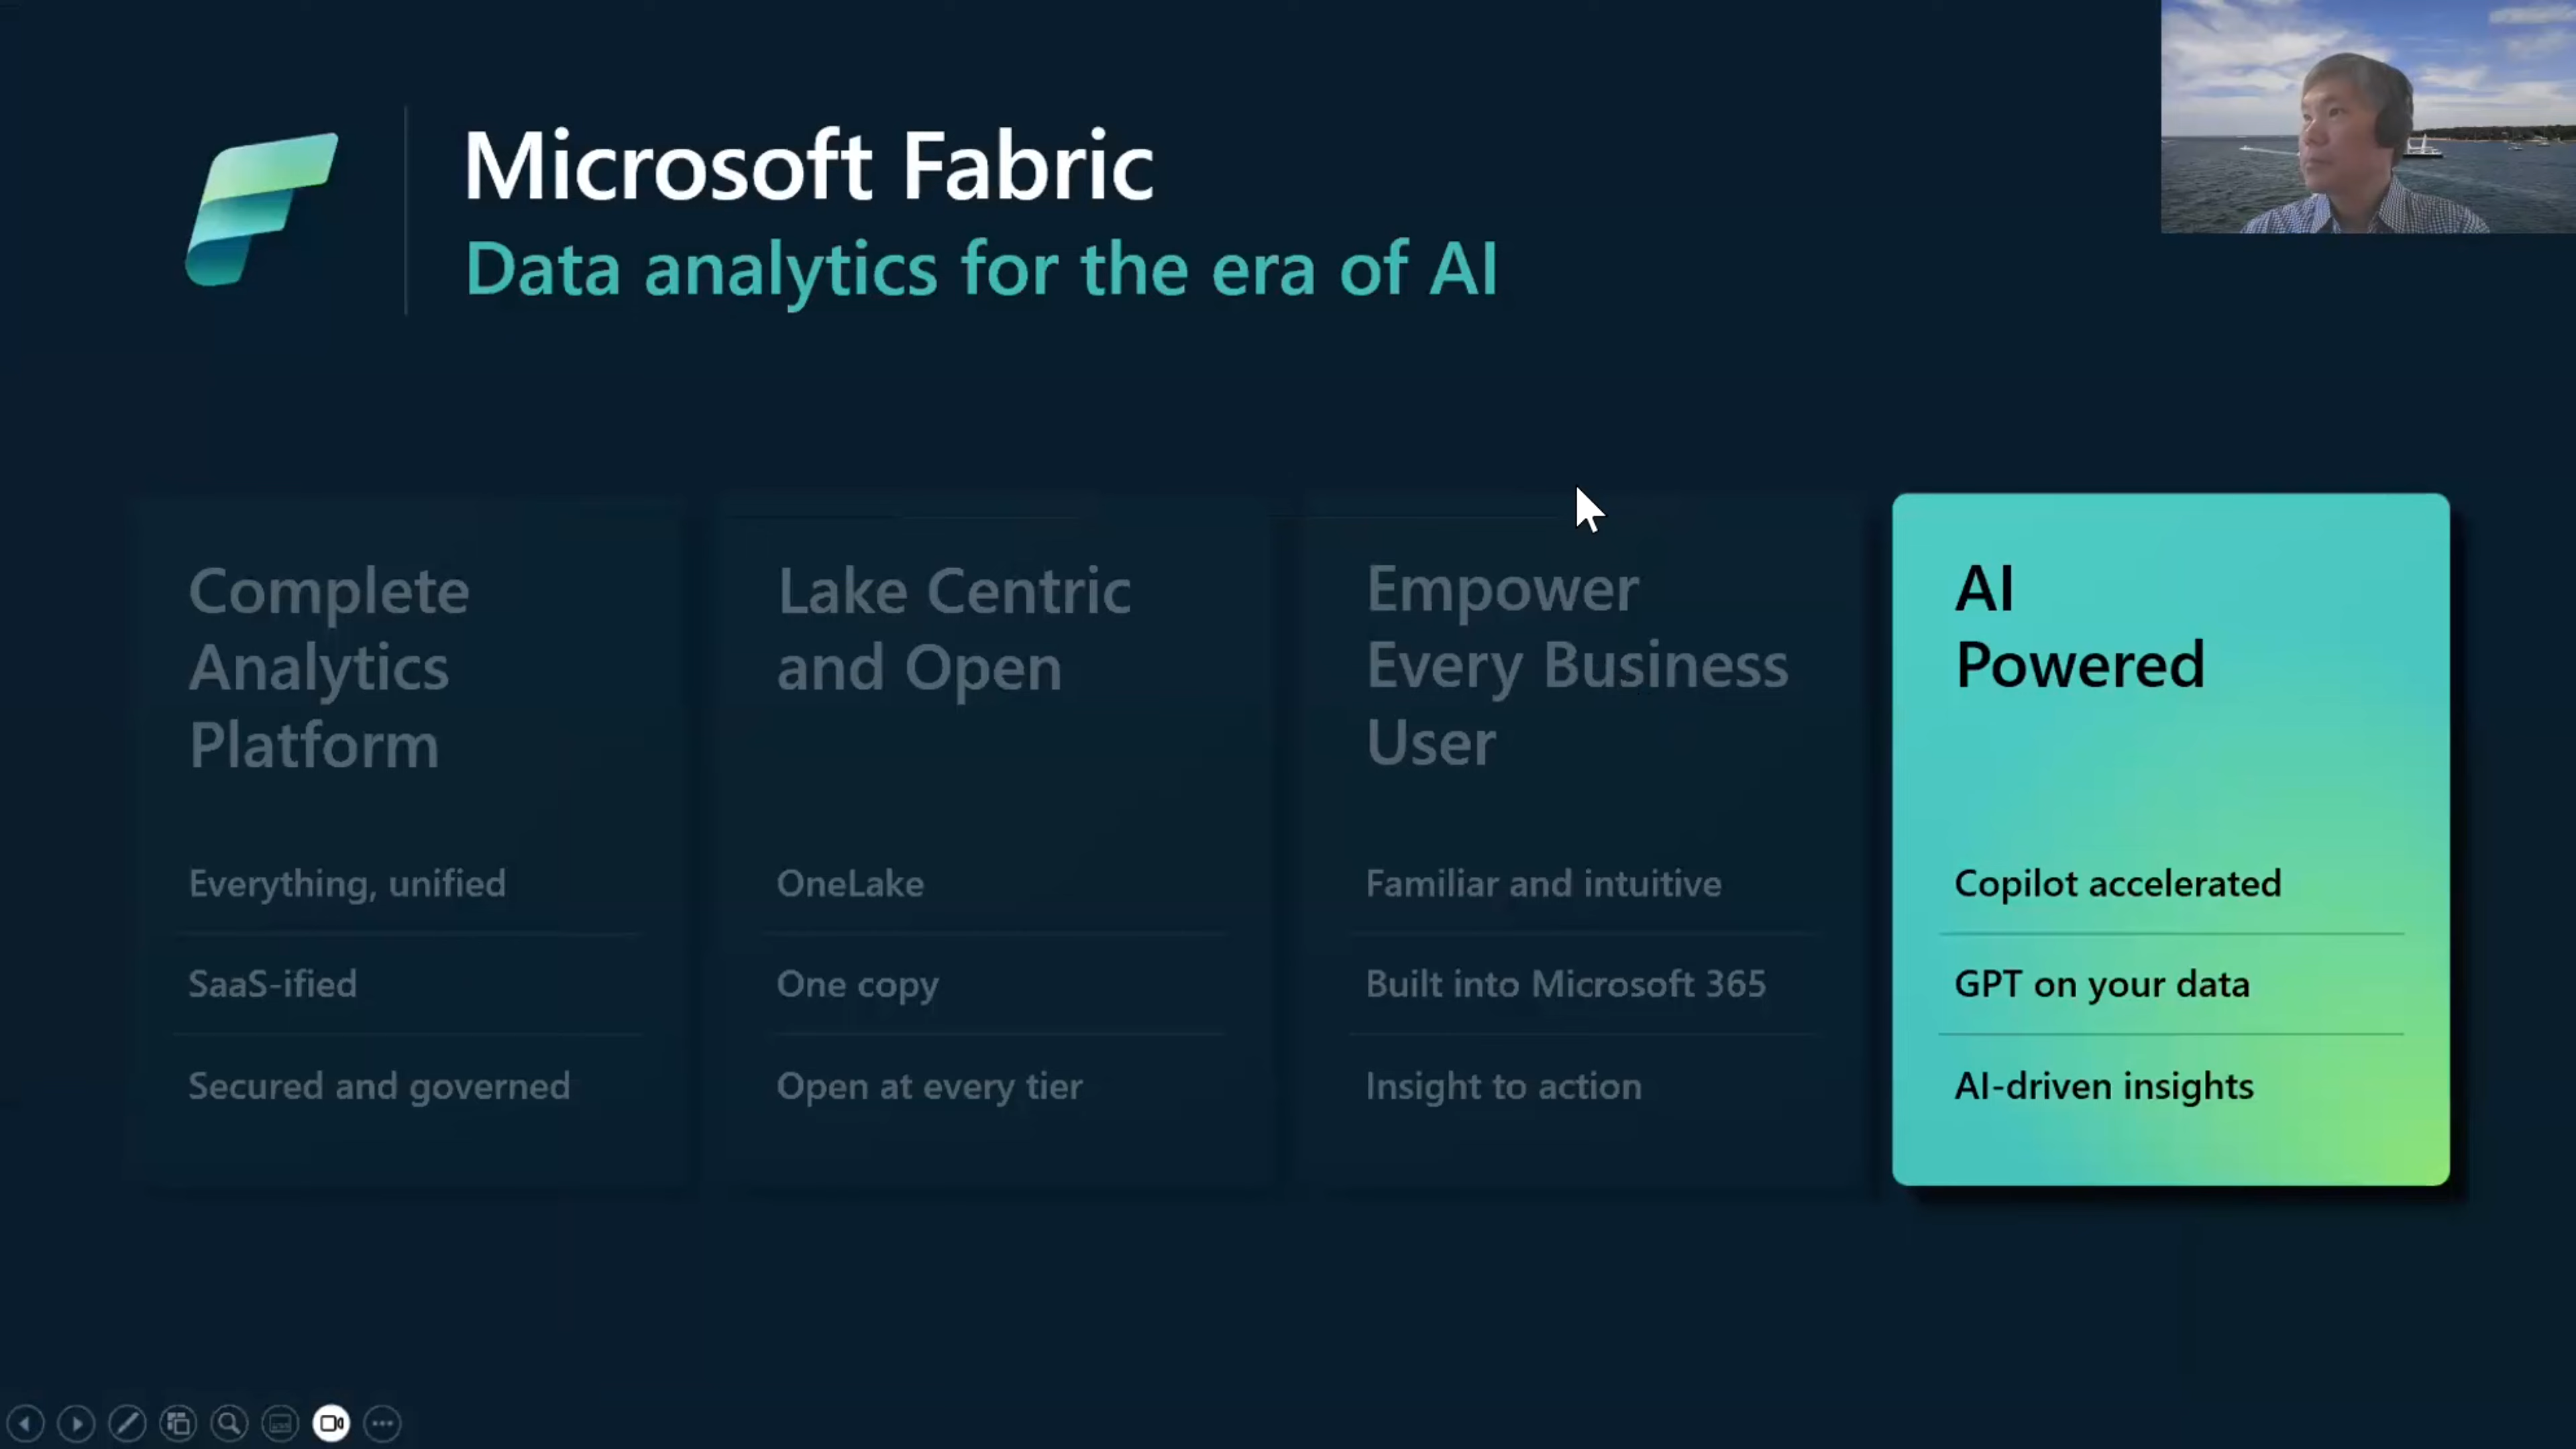 Microsoft Fabric
Data analytics for the era of AI
Complete
Analytics
Platform
Everything, unified
SaaS-ified
Secured and governed
Lake Centric
and Open
OneLake
One copy
Open at every tier
Empower
Every Business
User
Familiar and intuitive
Built into Microsoft 365
Insight to action
AI
Powered
Copilot accelerated
GPT on your data
AI-driven insights